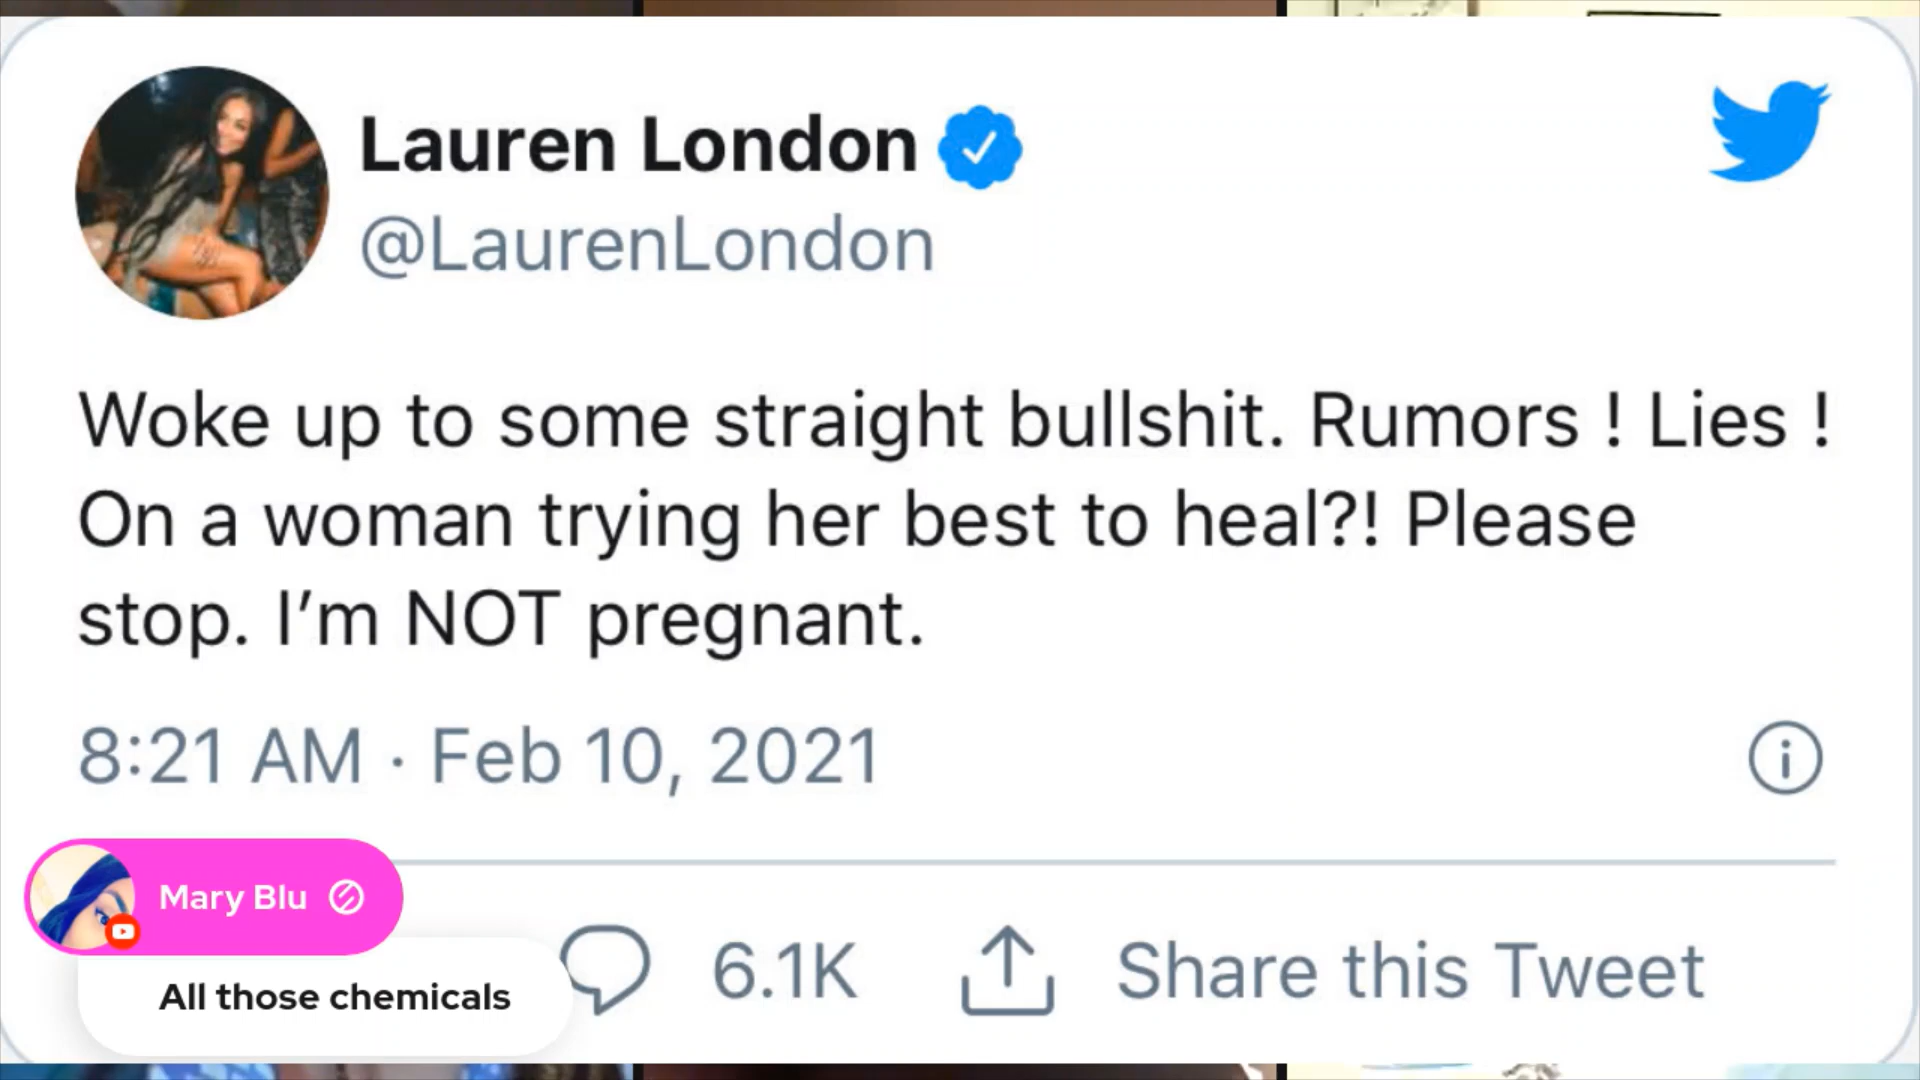 Lauren London
@LaurenLondon
Woke up to some straight bullshit. Rumors ! Lies !
On a woman trying her best to heal?! Please
stop. I’m NOT pregnant.
8:21 AM · Feb 10, 2021
Mary Blu
All those chemicals
6.1K
Share this Tweet